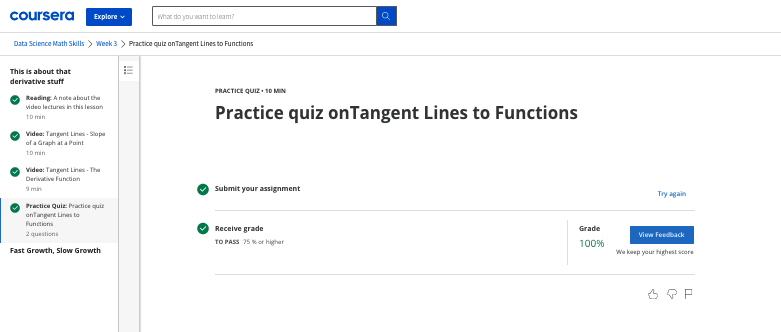 coursera
Explore
What do you want to learn?
Data Science Math Skills
Week 3
Practice quiz onTangent Lines to Functions
This is about that
derivative stuff
Reading: A note about the
video lectures in this lesson
10 min
Video: Tangent Lines - Slope
of a Graph at a Point
10 min
Video: Tangent Lines - The
Derivative Function
9 min
Practice Quiz: Practice quiz
onTangent Lines to
Functions
2 questions
Fast Growth, Slow Growth
PRACTICE QUIZ • 10 MIN
Practice quiz onTangent Lines to Functions
Submit your assignment
Try again
Receive grade
TO PASS 75 % or higher
Grade
100%
View Feedback
We keep your highest score